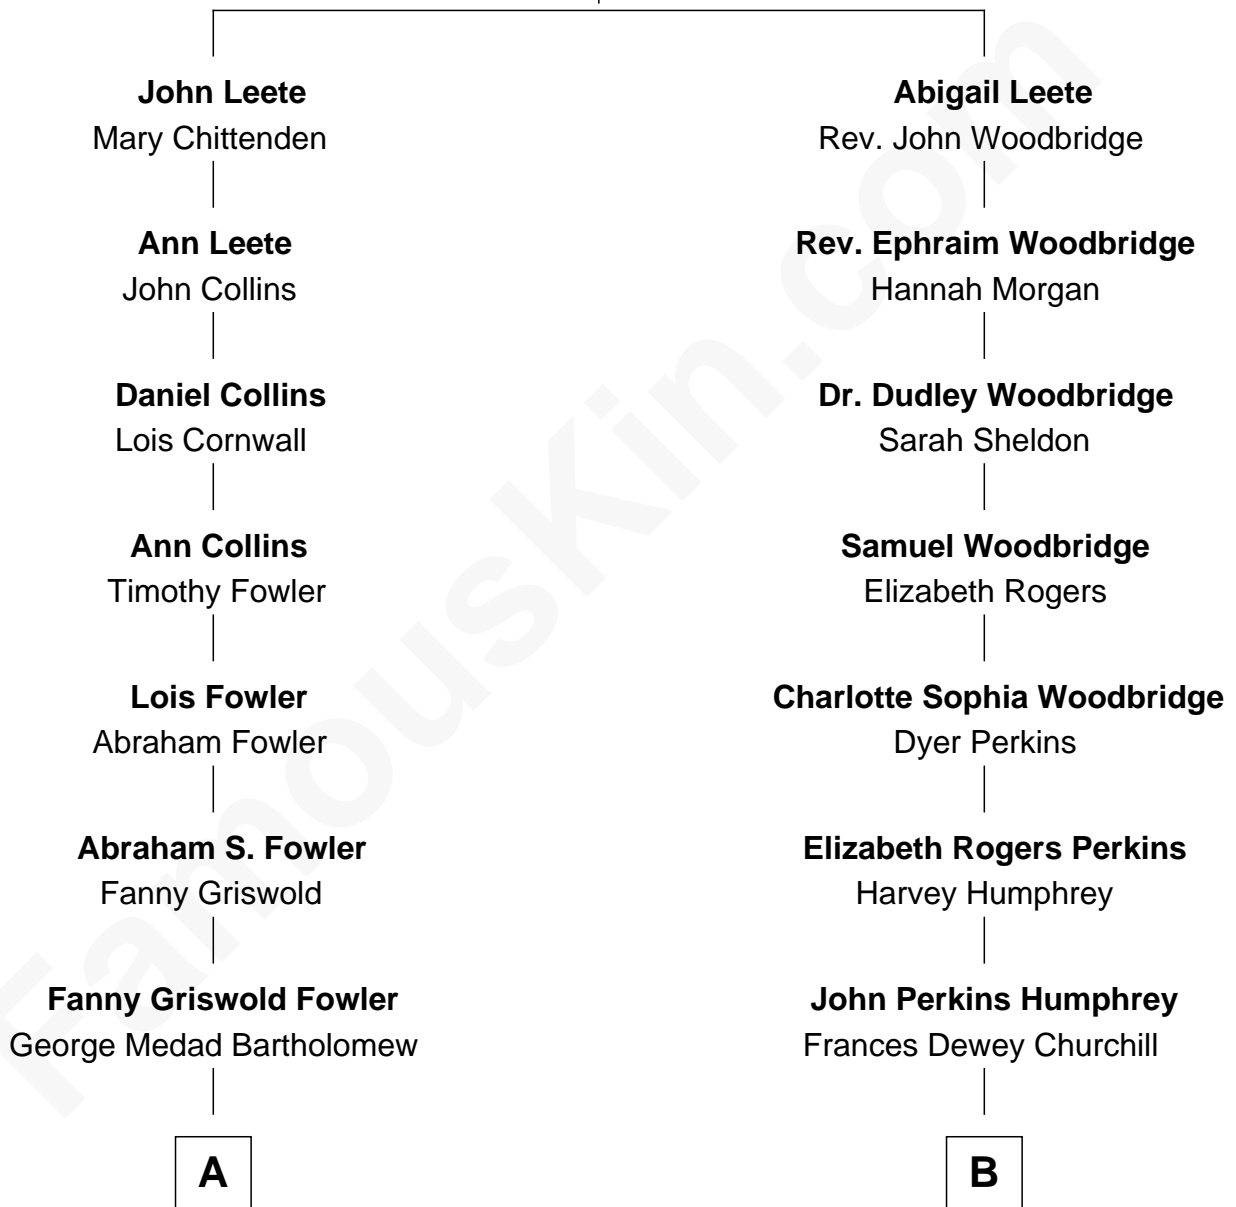 John Leete
Mary Chittenden
Ann Leete
John Collins
Daniel Collins
Lois Cornwall
Ann Collins
Timothy Fowler
Lois Fowler
Abraham Fowler
Abraham S. Fowler
Fanny Griswold
Fanny Griswold Fowler
George Medad Bartholomew
A
Abigail Leete
Rev. John Woodbridge
Rev. Ephraim Woodbridge
Hannah Morgan
Dr. Dudley Woodbridge
Sarah Sheldon
Samuel Woodbridge
Elizabeth Rogers
Charlotte Sophia Woodbridge
Dyer Perkins
Elizabeth Rogers Perkins
Harvey Humphrey
John Perkins Humphrey
Frances Dewey Churchill
B
FamousKin.com